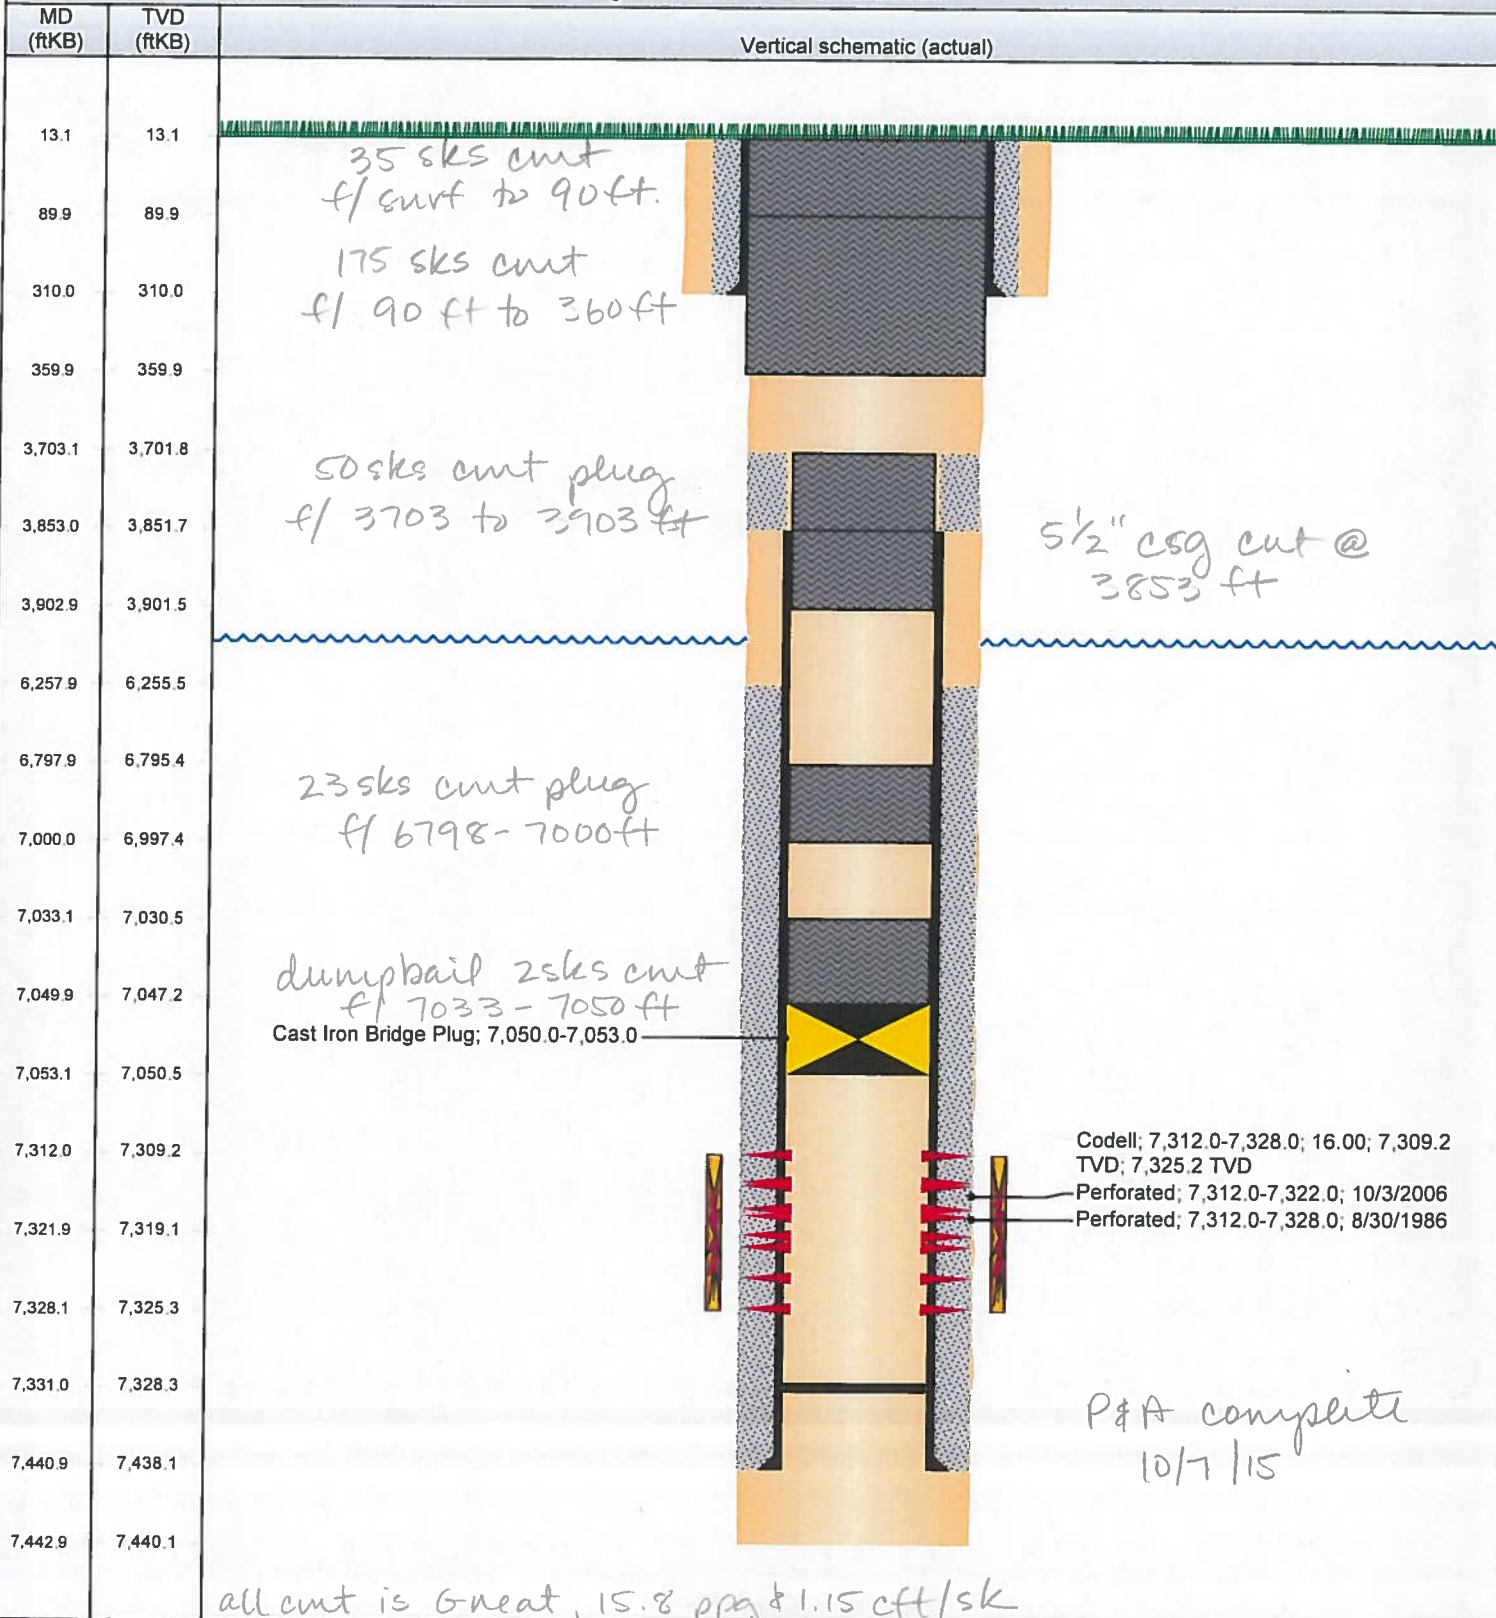 MD
(ftKB)
TVD
(ftKB)
Vertical schematic (actual)
13.1 13.1
35 sks cmt
f/ surf to 90 ft.
89.9 89.9
175 sks cmt
f/ 90 ft to 360 ft
310.0 310.0
359.9 359.9
3,703.1 3,701.8
50 sks cmt plug
f/ 3703 to 3903 ft
3,853.0 3,851.7
5 1/2" csg cut @
3853 ft
3,902.9 3,901.5
6,257.9 6,255.5
6,797.9 6,795.4
23 sks cmt plug
f/ 6798 - 7000 ft
7,000.0 6,997.4
7,033.1 7,030.5
dumpbail 2 sks cmt
f/ 7033 - 7050 ft
7,049.9 7,047.2
Cast Iron Bridge Plug; 7,050.0-7,053.0
7,053.1 7,050.5
7,312.0 7,309.2
Codell; 7,312.0-7,328.0; 16.00; 7,309.2
TVD; 7,325.2 TVD
Perforated; 7,312.0-7,322.0; 10/3/2006
Perforated; 7,312.0-7,328.0; 8/30/1986
7,321.9 7,319.1
7,328.1 7,325.3
7,331.0 7,328.3
P&A complete
10/7/15
7,440.9 7,438.1
7,442.9 7,440.1
all cmt is G neat, 15.8 ppg & 1.15 cft/sk